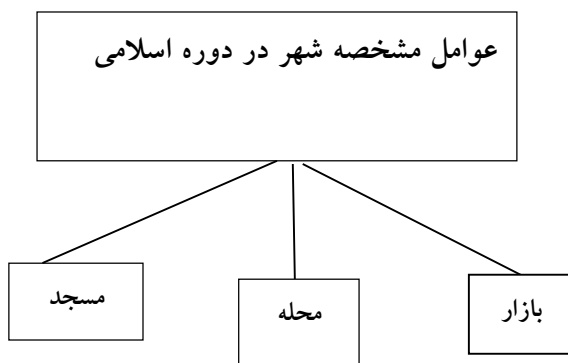 عوامل مشخصه شهر در دوره اسلامی
بازار
محله
مسجد